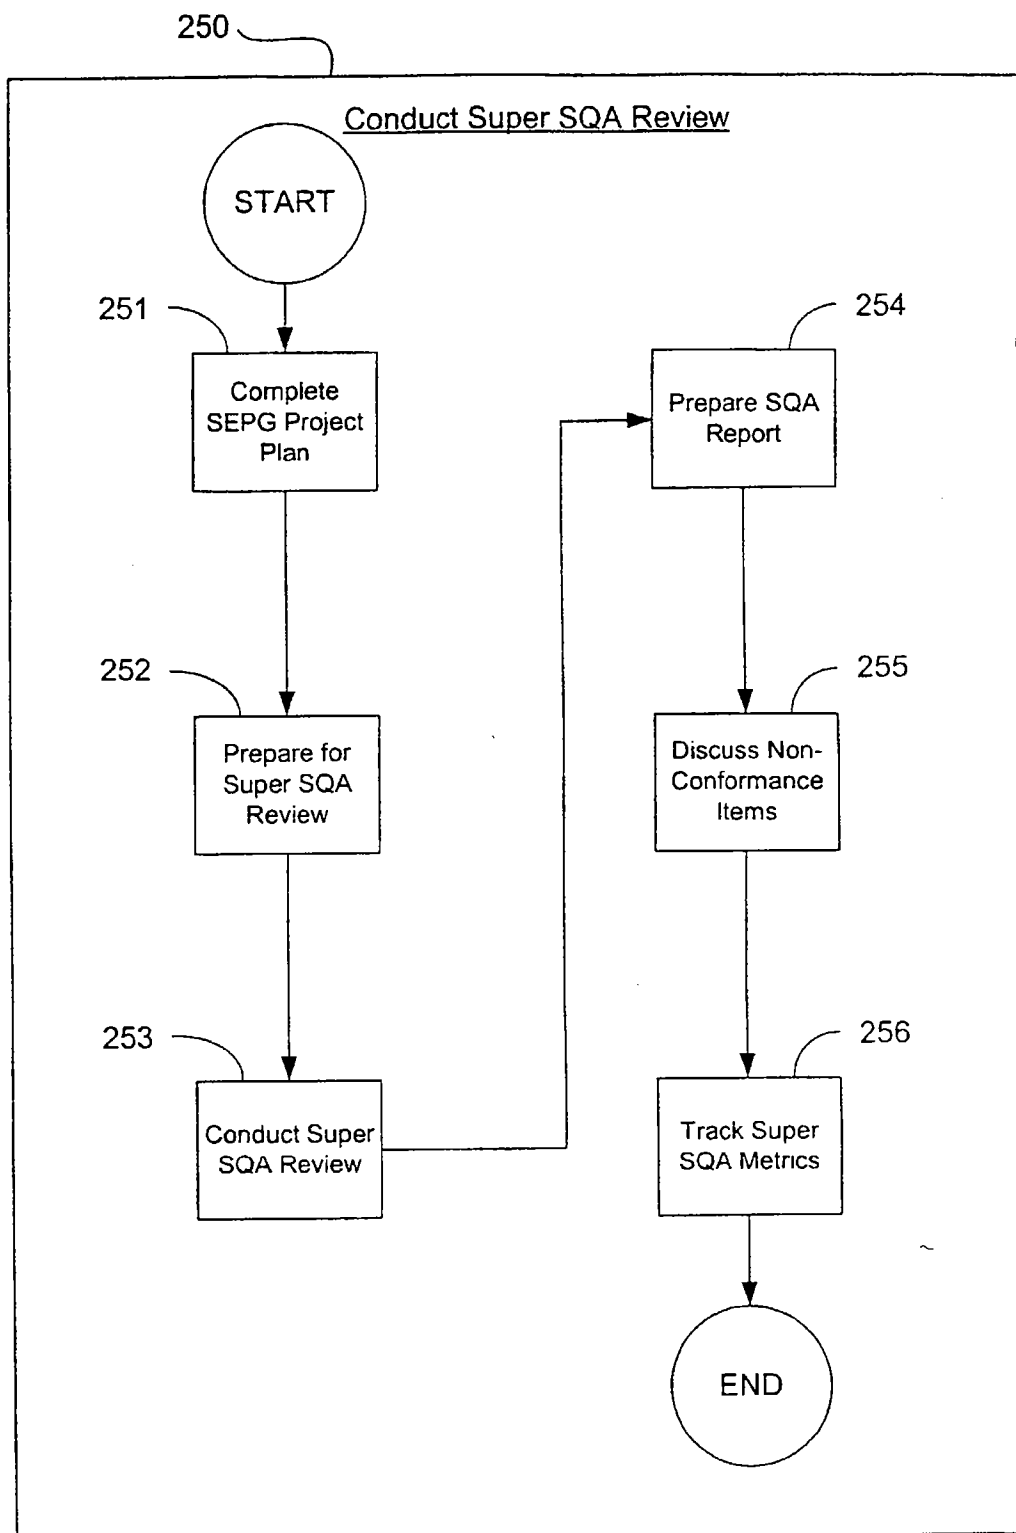 250
Conduct Super SQA Review
START
251
Complete
SEPG Project
Plan
252
Prepare for
Super SQA
Review
253
Conduct Super
SQA Review
254
Prepare SQA
Report
255
Discuss Non-
Conformance
Items
256
Track Super
SQA Metrics
END